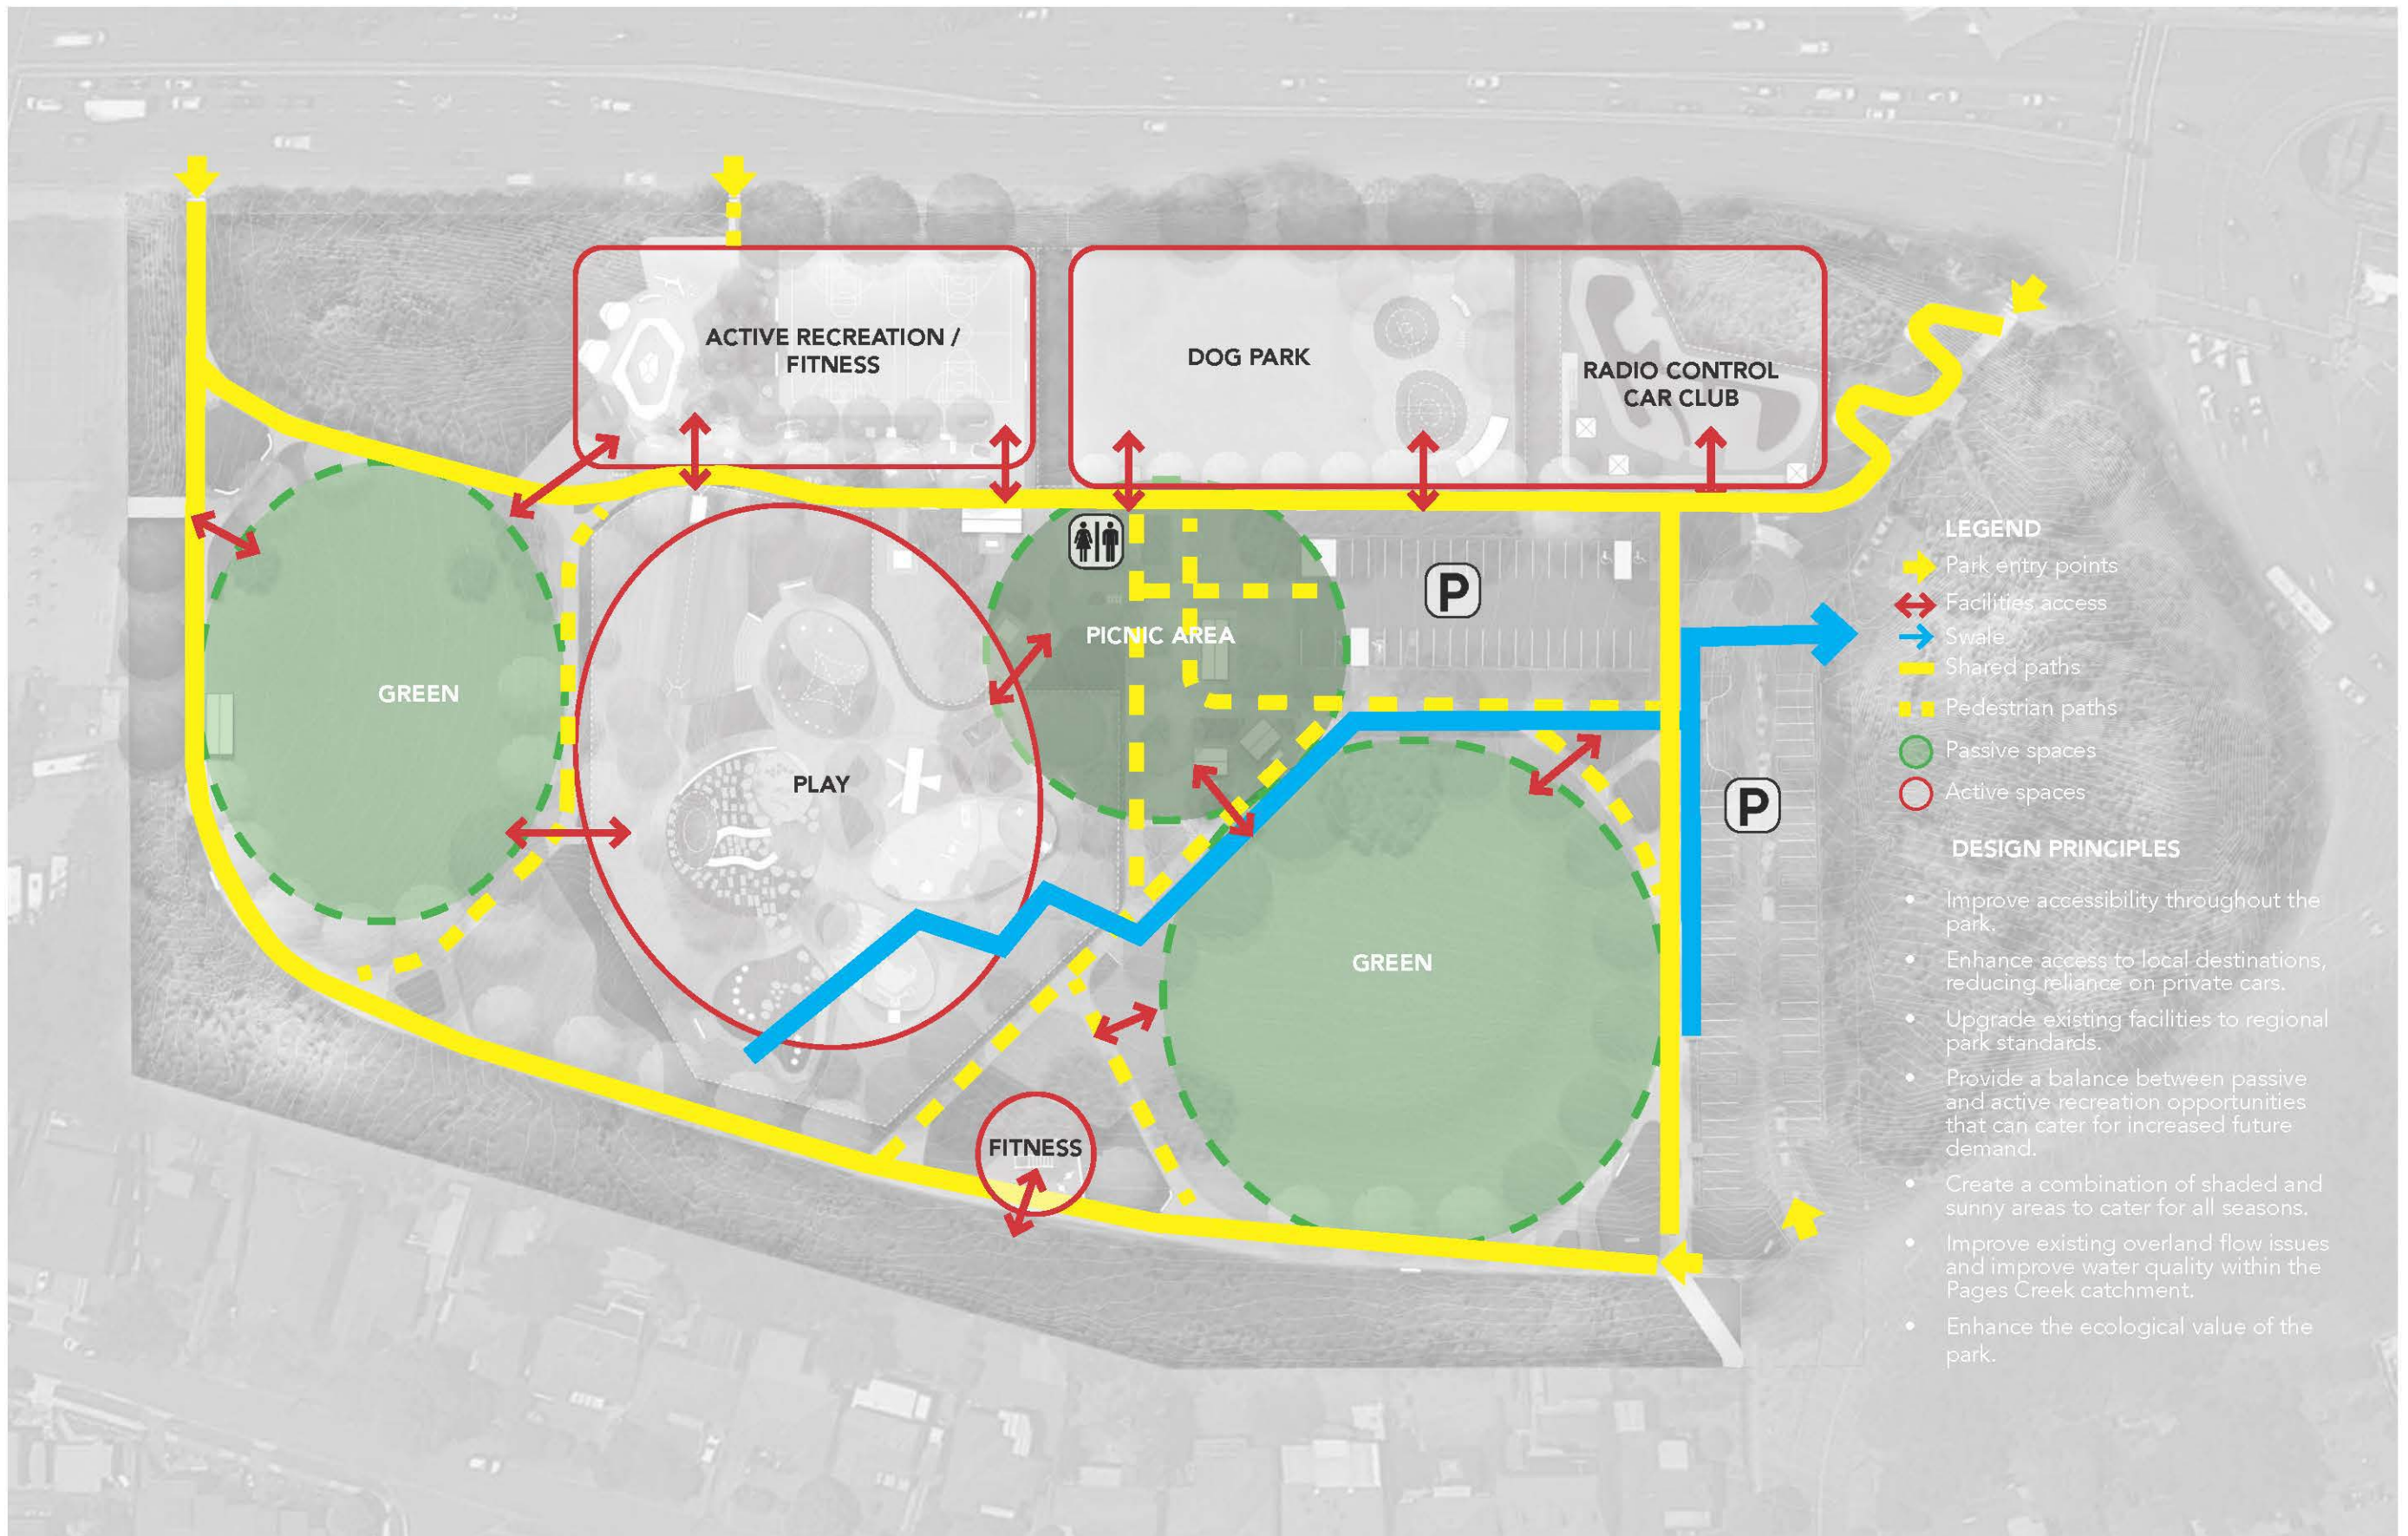 ACTIVE RECREATION /
FITNESS
DOG PARK
RADIO CONTROL
CAR CLUB
GREEN
PICNIC AREA
P
PLAY
P
GREEN
FITNESS
LEGEND
Park entry points
Facilities access
Swale
Shared paths
Pedestrian paths
Passive spaces
Active spaces
DESIGN PRINCIPLES
• Improve accessibility throughout the
park.
• Enhance access to local destinations,
reducing reliance on private cars.
• Upgrade existing facilities to regional
park standards.
• Provide a balance between passive
and active recreation opportunities
that can cater for increased future
demand.
• Create a combination of shaded and
sunny areas to cater for all seasons.
• Improve existing overland flow issues
and improve water quality within the
Pages Creek catchment.
• Enhance the ecological value of the
park.